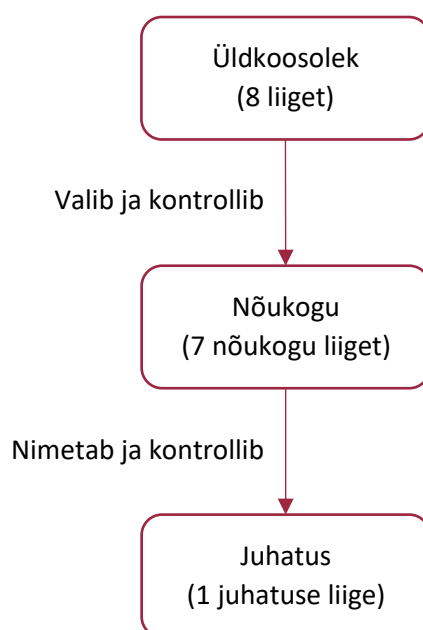 Üldkoosolek
(8 liiget)
Valib ja kontrollib
Nõukogu
(7 nõukogu liiget)
Nimetab ja kontrollib
Juhatus
(1 juhatuse liige)